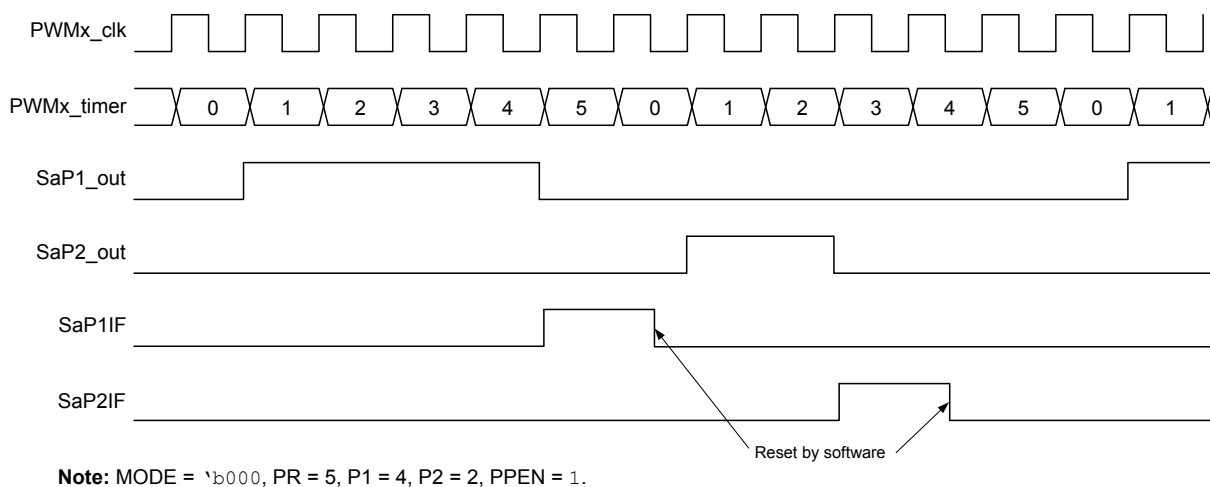 PWMx_clk
PWMx_timer 0 1 2 3 4 5 0 1 2 3 4 5 0 1
SaP1_out
SaP2_out
SaP1IF
SaP2IF
Reset by software
Note: MODE = ‘b000, PR = 5, P1 = 4, P2 = 2, PPEN = 1.